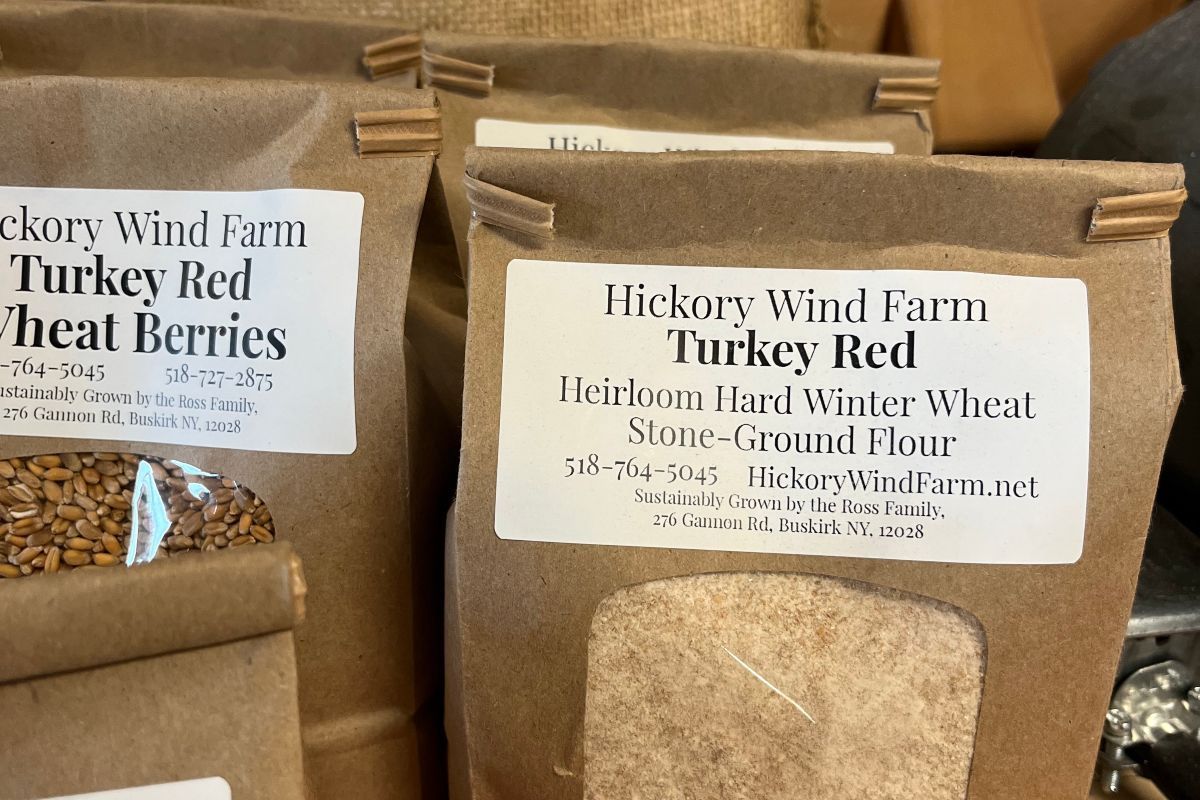 ckory Wind Farm
Turkey Red
heat Berries
-764-5045 518-727-2875
ustainably Grown by the Ross Family,
276 Gannon Rd, Buskirk NY, 12028
Hickory Wind Farm
Turkey Red
Heirloom Hard Winter Wheat
Stone-Ground Flour
518-764-5045 HickoryWindFarm.net
Sustainably Grown by the Ross Family,
276 Gannon Rd, Buskirk NY, 12028